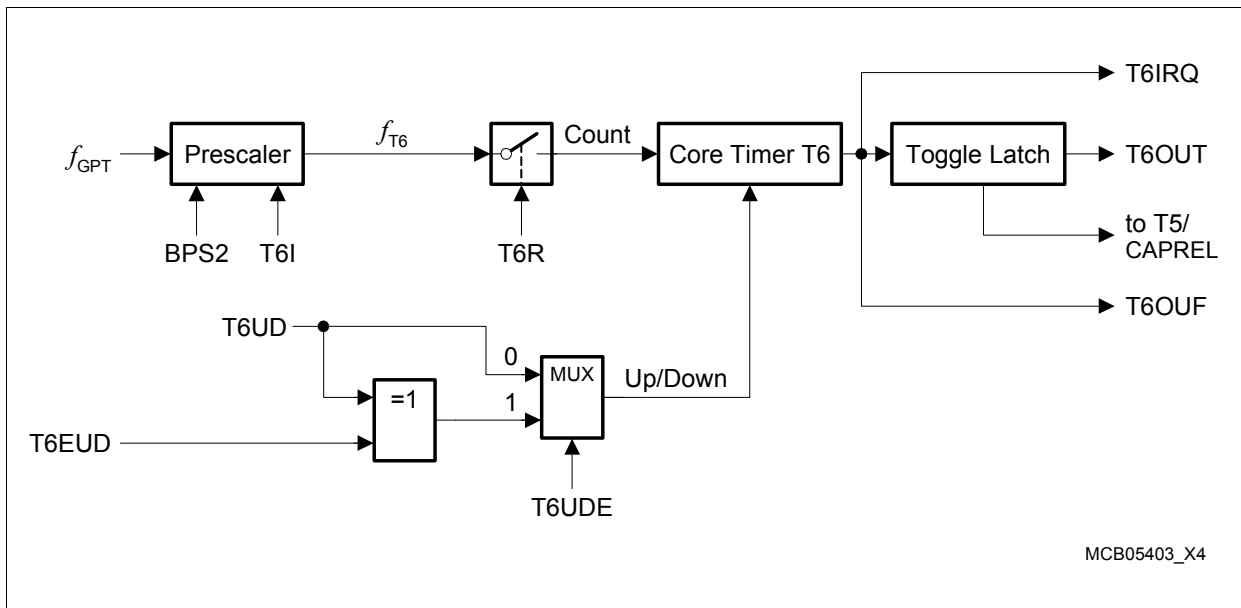 T6IRQ
fGPT
Prescaler
fT6
Count
Core Timer T6
Toggle Latch
T6OUT
BPS2
T6I
T6R
to T5/
CAPREL
T6OUF
T6UD
0
MUX
Up/Down
=1
1
T6EUD
T6UDE
MCB05403_X4